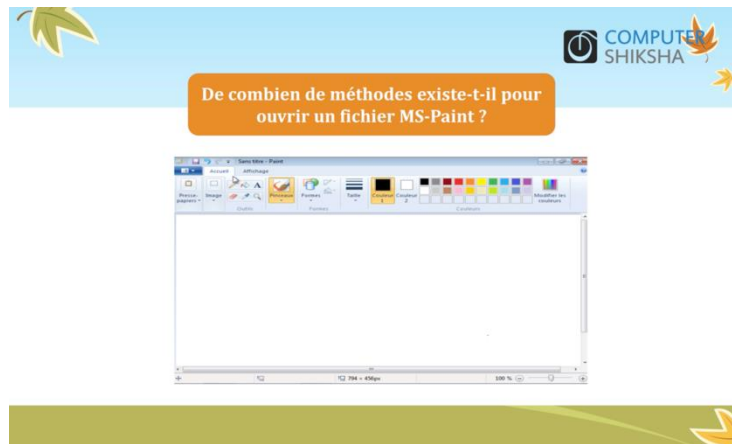 COMPUTER
SHIKSHA
De combien de méthodes existe-t-il pour
ouvrir un fichier MS-Paint ?
Sans titre - Paint
Accueil Affichage
Presse-
papiers
Image
Pinceaux
Formes
Taille
Couleur
1
Couleur
2
Modifier les
couleurs
Outils
Formes
Couleurs
794 × 456px
100 %